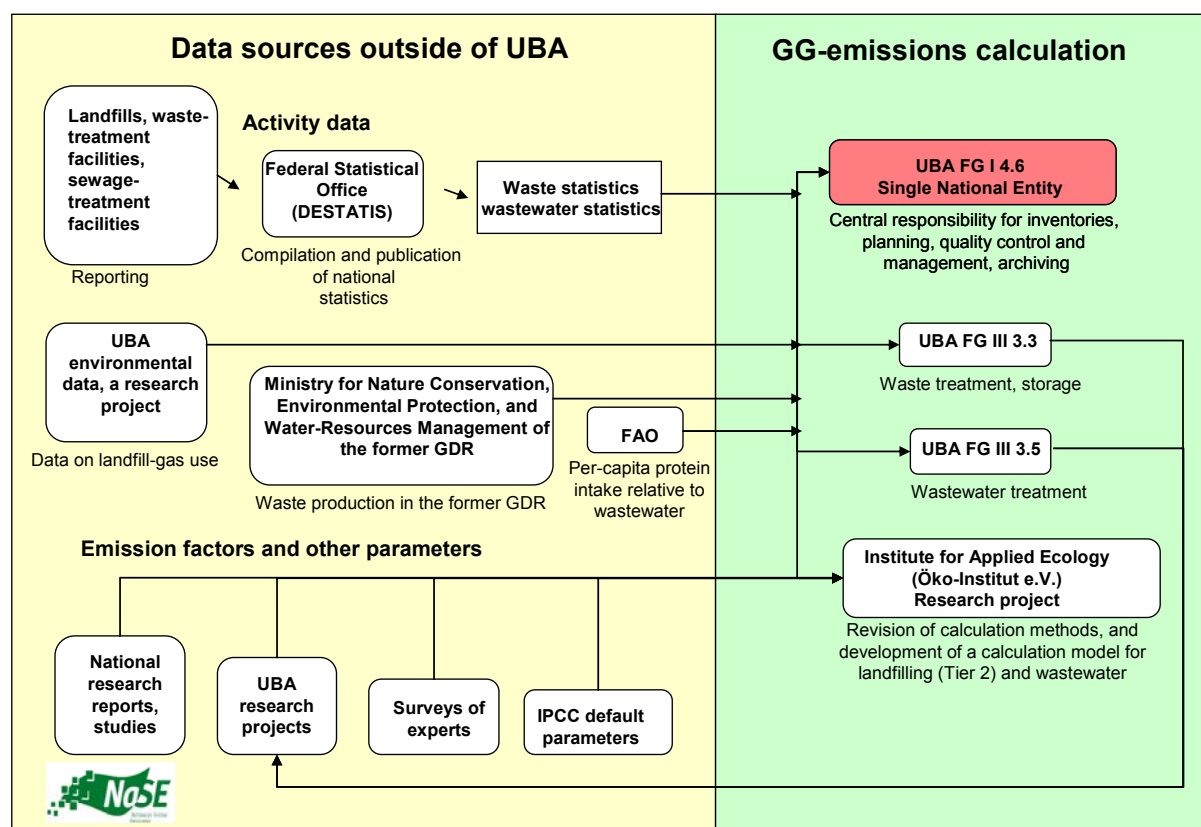 Data sources outside of UBA
GG-emissions calculation
Landfills, waste-
treatment
facilities,
sewage-
treatment
facilities
Reporting
Activity data
Federal Statistical
Office
(DESTATIS)
Compilation and publication
of national
statistics
Waste statistics
wastewater statistics
UBA FG I 4.6
Single National Entity
Central responsibility for inventories,
planning, quality control and
management, archiving
UBA
environmental
data, a research
project
Data on landfill-gas use
Ministry for Nature Conservation,
Environmental Protection, and
Water-Resources Management of
the former GDR
Waste production in the former GDR
FAO
Per-capita protein
intake relative to
wastewater
UBA FG III 3.3
Waste treatment, storage
UBA FG III 3.5
Wastewater treatment
Emission factors and other parameters
Institute for Applied Ecology
(Öko-Institut e.V.)
Research project
Revision of calculation methods, and
development of a calculation model for
landfilling (Tier 2) and wastewater
National
research
reports,
studies
UBA
research
projects
Surveys of
experts
IPCC default
parameters
NaSE